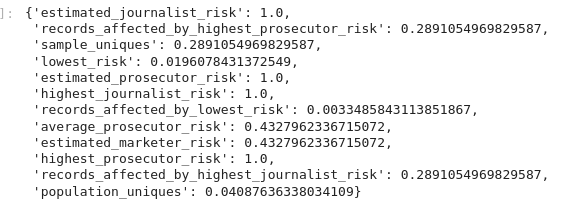 ]: {'estimated_journalist_risk': 1.0,
'records_affected_by_highest_prosecutor_risk': 0.2891054969829587,
'sample_uniques': 0.2891054969829587,
'lowest_risk': 0.0196078431372549,
'estimated_prosecutor_risk': 1.0,
'highest_journalist_risk': 1.0,
'records_affected_by_lowest_risk': 0.0033485843113851867,
'average_prosecutor_risk': 0.4327962336715072,
'estimated_marketer_risk': 0.4327962336715072,
'highest_prosecutor_risk': 1.0,
'records_affected_by_highest_journalist_risk': 0.2891054969829587,
'population_uniques': 0.04087636338034109}